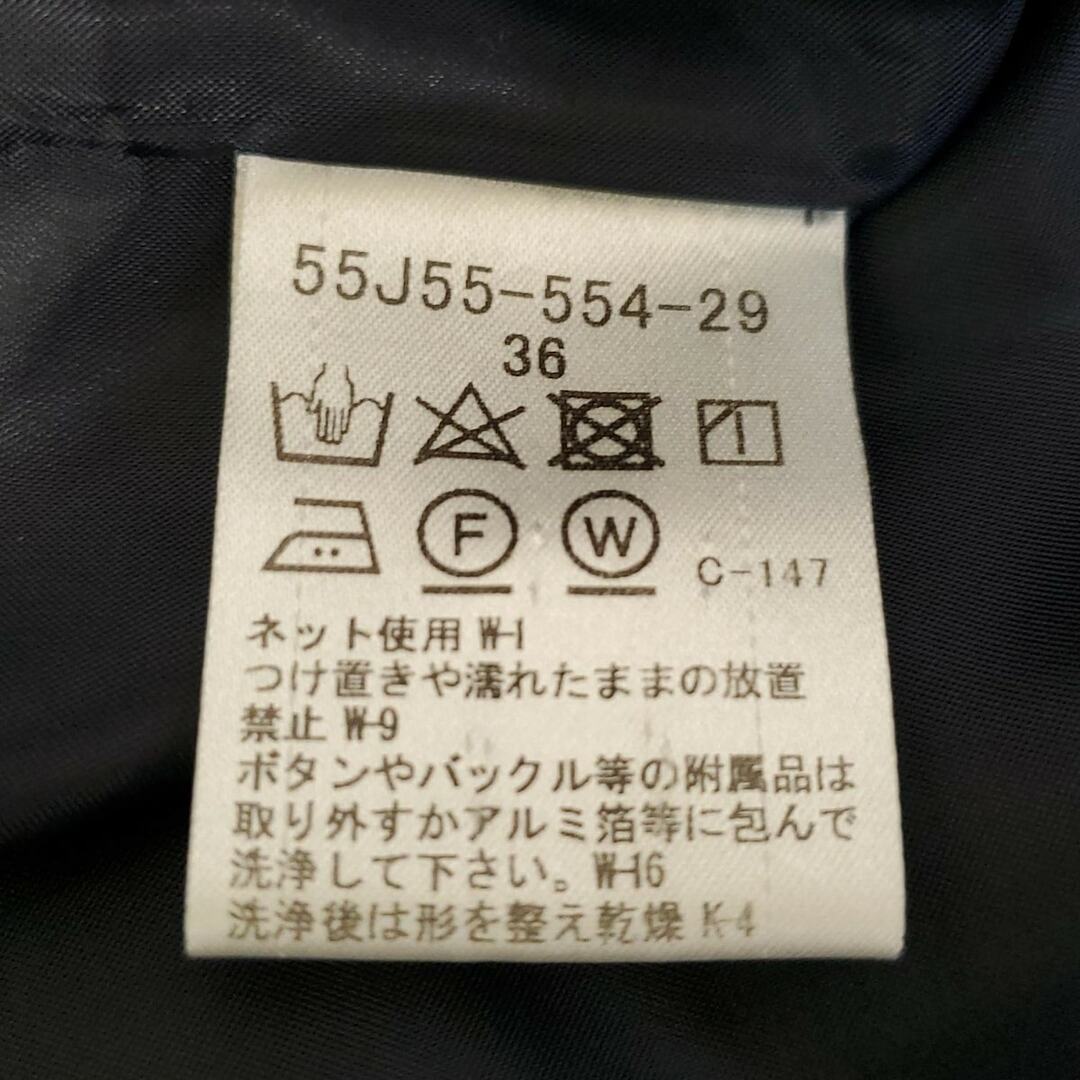 55J55-554-29
36
F W C-147
ネット使用 W-1
つけ置きや濡れたままの放置
禁止 W-9
ボタンやバックル等の附属品は
取り外すかアルミ箔等に包んで
洗浄して下さい。W-16
洗浄後は形を整え乾燥 K-4